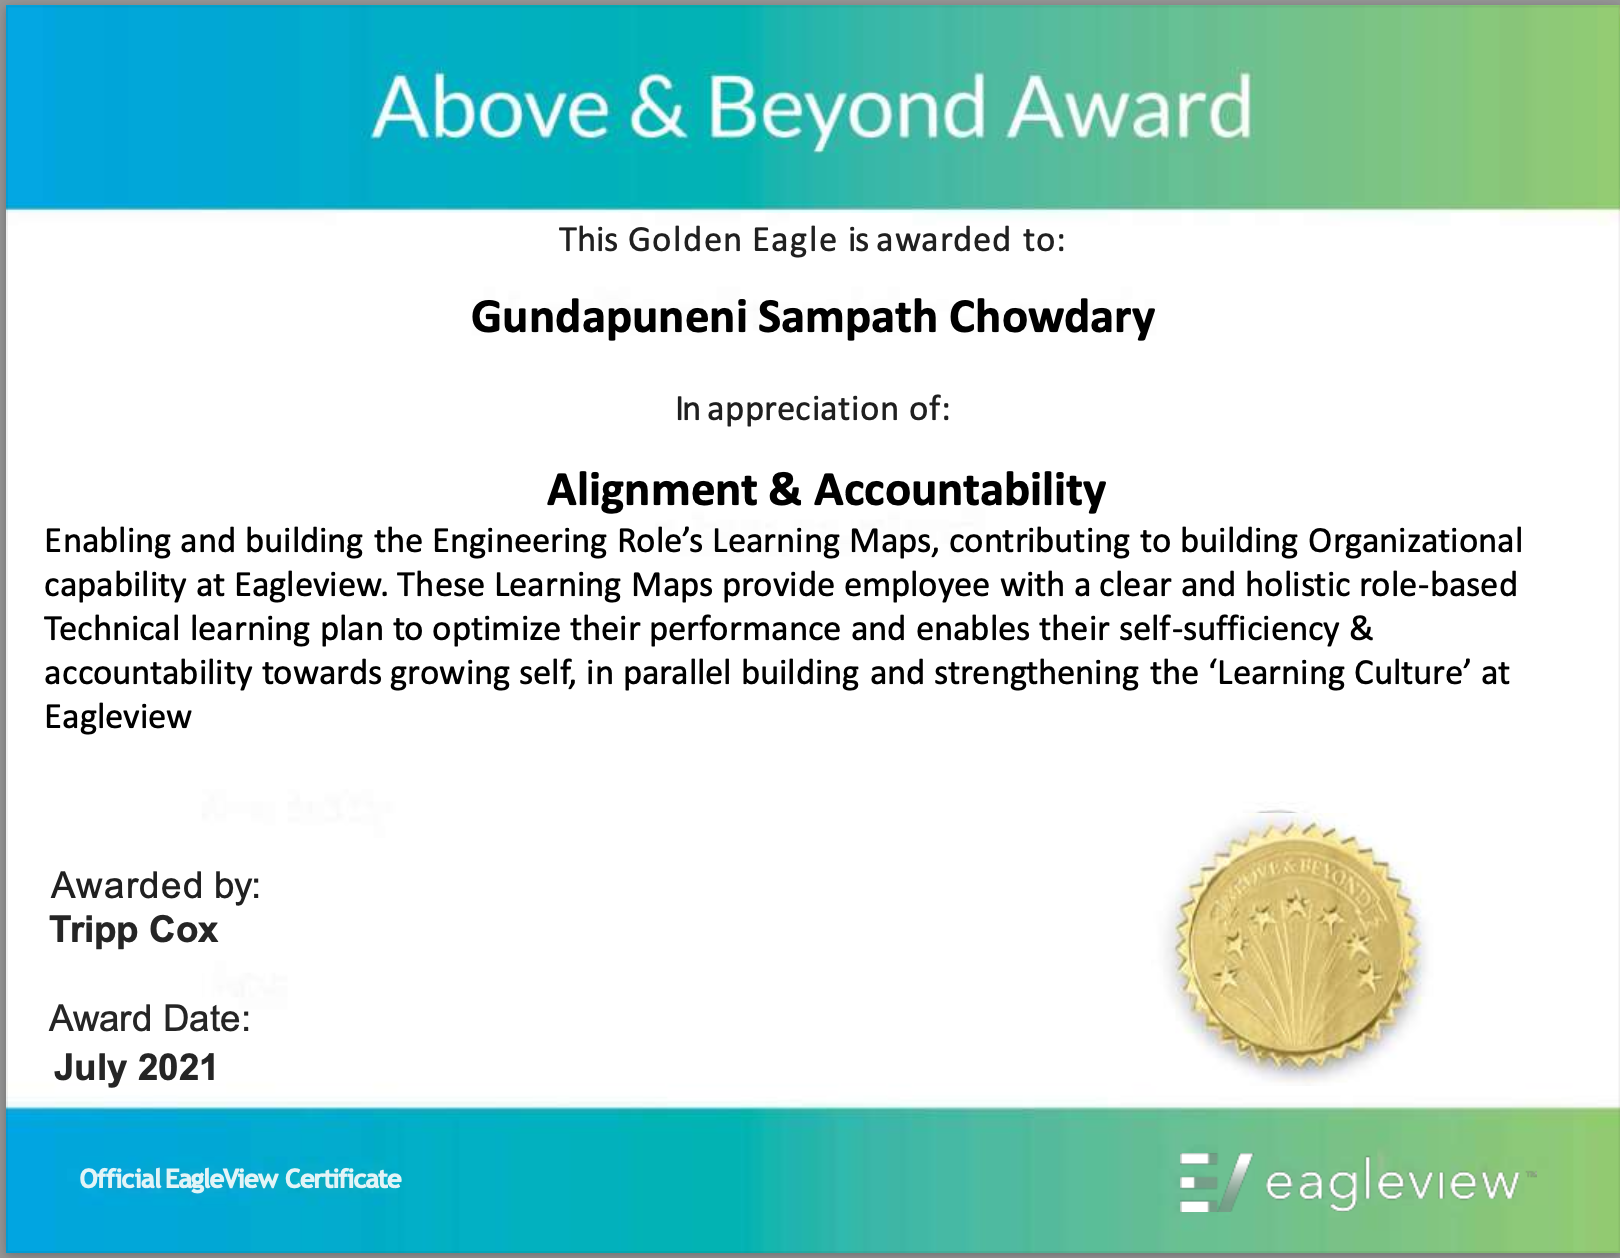 Above & Beyond Award
This Golden Eagle is awarded to:
Gundapuneni Sampath Chowdary
In appreciation of:
Alignment & Accountability
Enabling and building the Engineering Role’s Learning Maps, contributing to building Organizational
capability at Eagleview. These Learning Maps provide employee with a clear and holistic role-based
Technical learning plan to optimize their performance and enables their self-sufficiency &
accountability towards growing self, in parallel building and strengthening the ‘Learning Culture’ at
Eagleview
Awarded by:
Tripp Cox
ABOVE & BEYOND
Award Date:
July 2021
Official EagleView Certificate
EV eagleview™